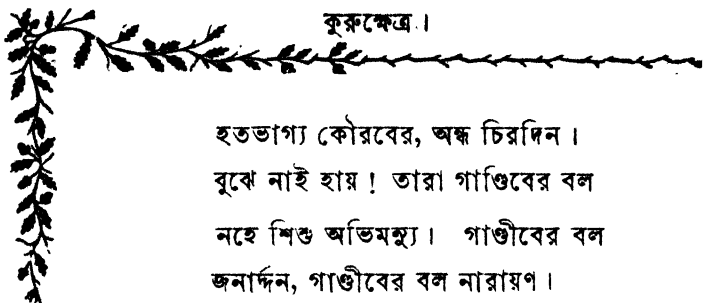 কুরুক্ষেত্র।
হতভাগ্য কৌরবের, অন্ধ চিরদিন।
বুঝে নাই হায়! তারা গাণ্ডিবের বল
নহে শিশু অভিমন্যু। গাণ্ডীবের বল
জনার্দ্দন, গাণ্ডীবের বল নারায়ণ।